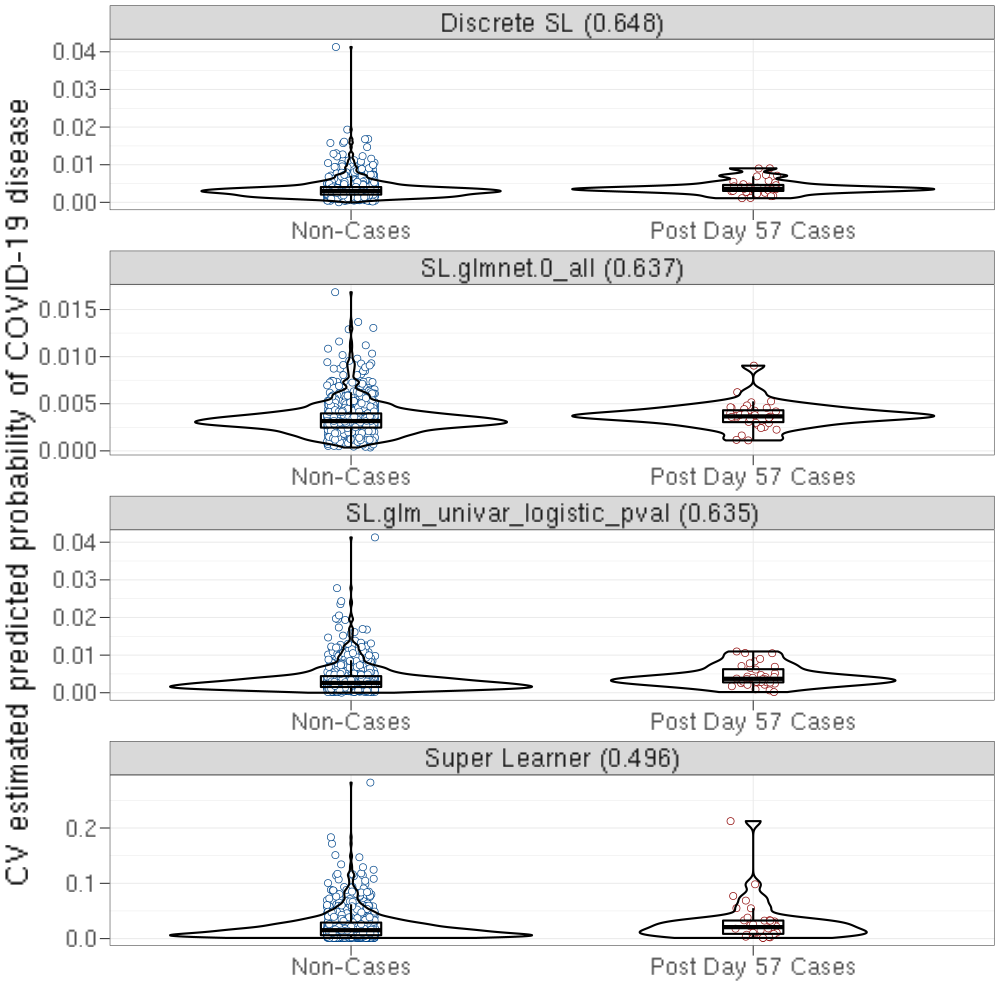 CV estimated predicted probability of COVID-19 disease
Discrete SL (0.648)
0.04
0.03
0.02
0.01
0.00
Non-Cases Post Day 57 Cases
SL.glmnet.0_all (0.637)
0.015
0.010
0.005
0.000
Non-Cases Post Day 57 Cases
SL.glm_univar_logistic_pval (0.635)
0.04
0.03
0.02
0.01
0.00
Non-Cases Post Day 57 Cases
Super Learner (0.496)
0.2
0.1
0.0
Non-Cases Post Day 57 Cases